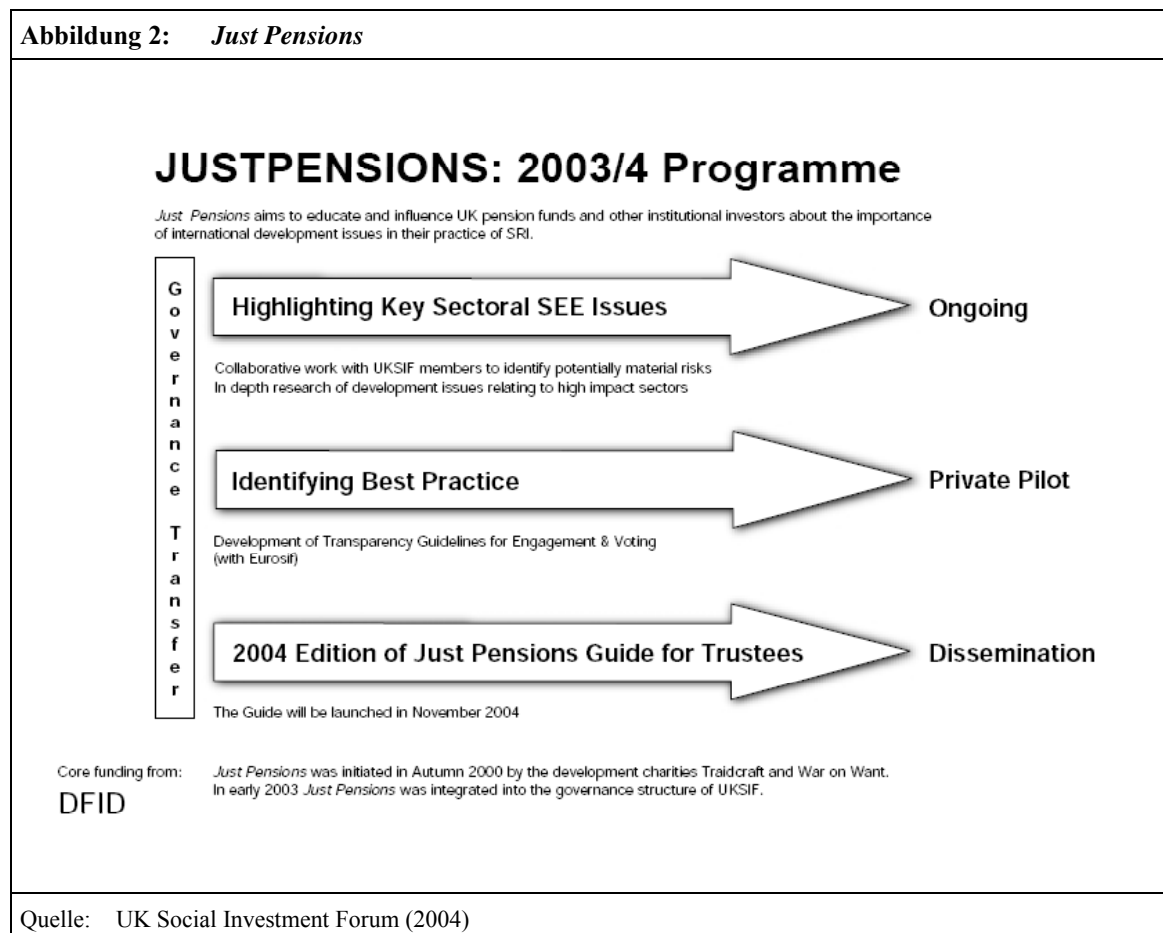 Abbildung 2: Just Pensions
JUSTPENSIONS: 2003/4 Programme
Just Pensions aims to educate and influence UK pension funds and other institutional investors about the importance
of international development issues in their practice of SRI.
Governance Transfer
Highlighting Key Sectoral SEE Issues
Ongoing
Collaborative work with UKSIF members to identify potentially material risks
In depth research of development issues relating to high impact sectors
Identifying Best Practice
Private Pilot
Development of Transparency Guidelines for Engagement & Voting
(with Eurosif)
2004 Edition of Just Pensions Guide for Trustees
Dissemination
The Guide will be launched in November 2004
Core funding from:
DFID
Just Pensions was initiated in Autumn 2000 by the development charities Traidcraft and War on Want.
In early 2003 Just Pensions was integrated into the governance structure of UKSIF.
Quelle: UK Social Investment Forum (2004)